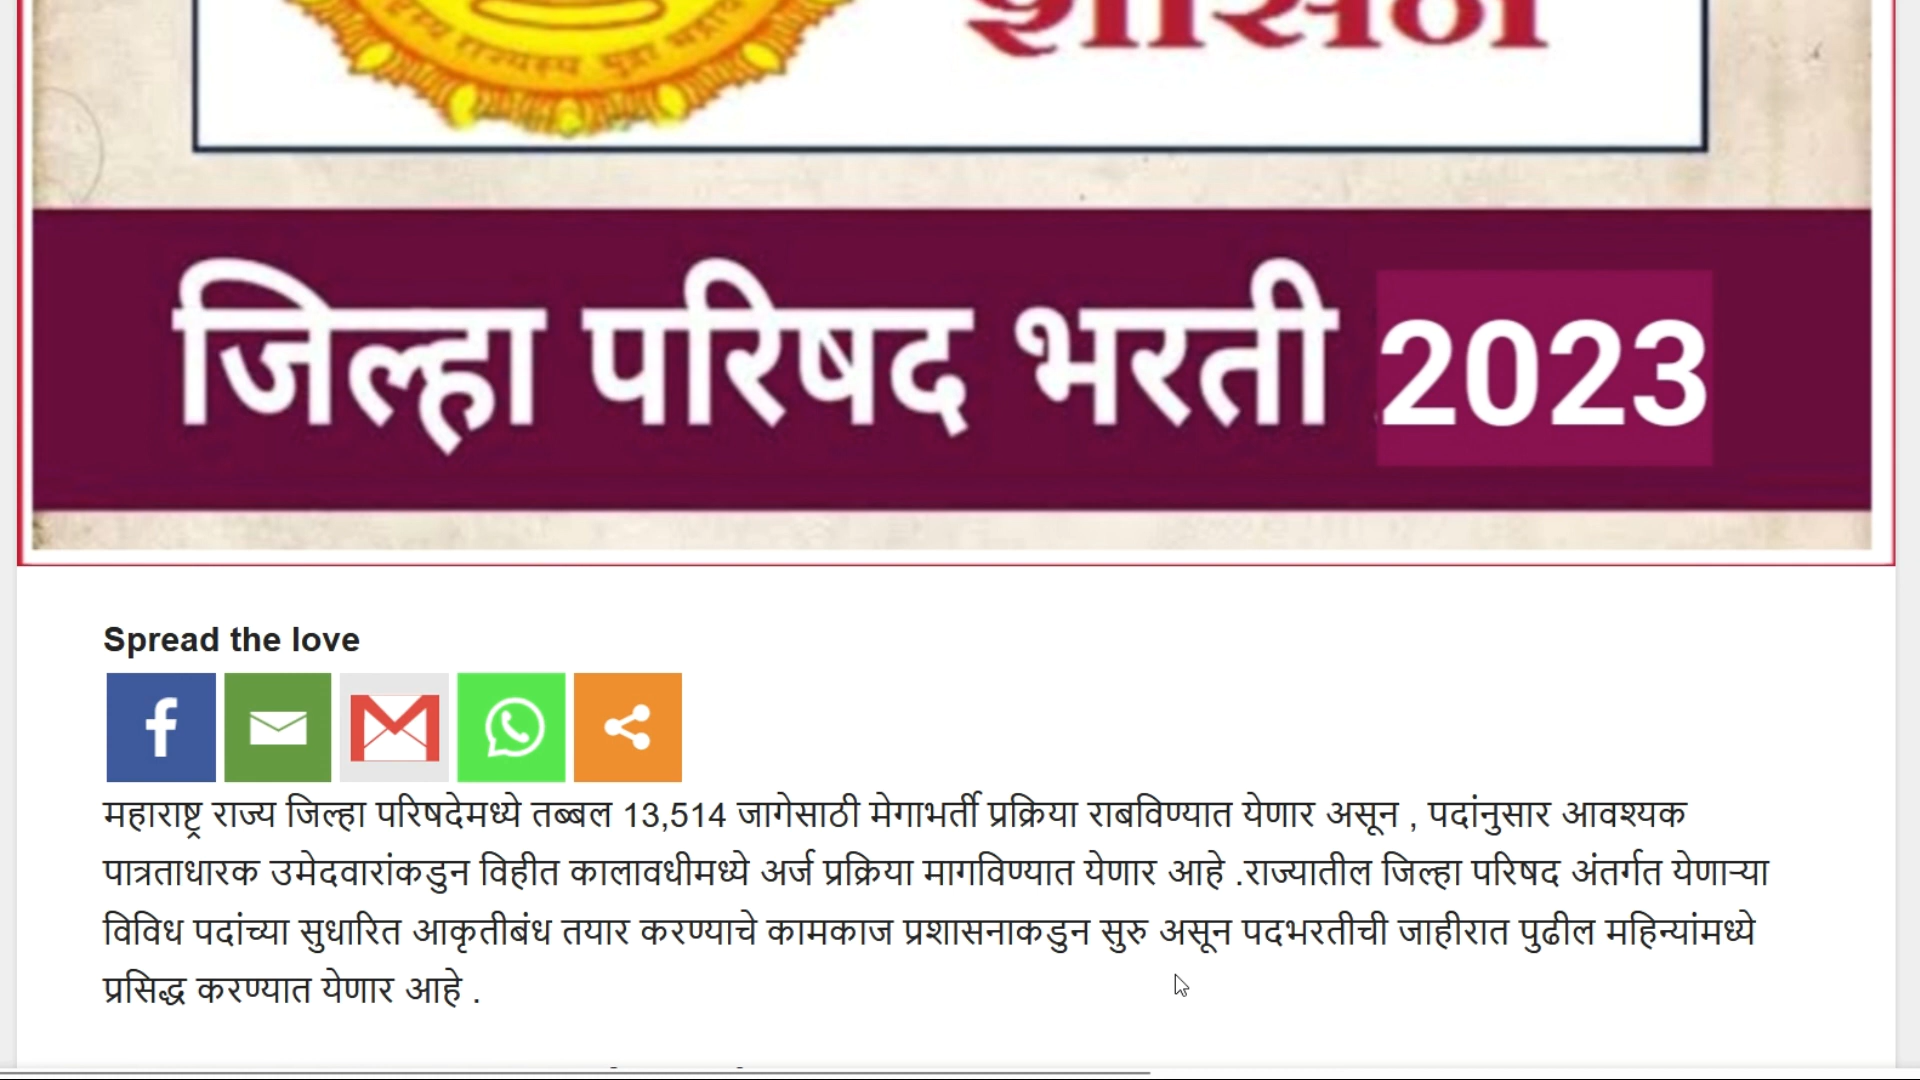 शासन
जिल्हा परिषद भरती 2023
Spread the love
महाराष्ट्र राज्य जिल्हा परिषदेमध्ये तब्बल 13,514 जागेसाठी मेगाभर्ती प्रक्रिया राबविण्यात येणार असून , पदांनुसार आवश्यक
पात्रताधारक उमेदवारांकडुन विहीत कालावधीमध्ये अर्ज प्रक्रिया मागविण्यात येणार आहे .राज्यातील जिल्हा परिषद अंतर्गत येणाऱ्या
विविध पदांच्या सुधारित आकृतीबंध तयार करण्याचे कामकाज प्रशासनाकडुन सुरु असून पदभरतीची जाहीरात पुढील महिन्यांमध्ये
प्रसिद्ध करण्यात येणार आहे .